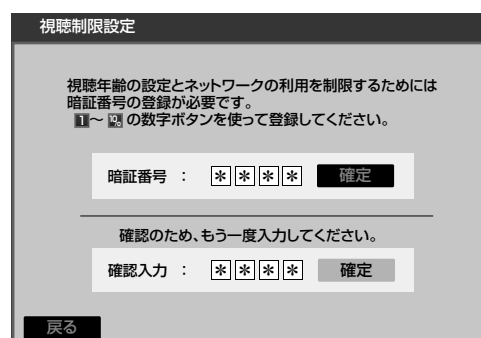 視聴制限設定
視聴年齢の設定とネットワークの利用を制限するためには
暗証番号の登録が必要です。
1～10 の数字ボタンを使って登録してください。
暗証番号 ： ＊＊＊＊ 確定
確認のため、もう一度入力してください。
確認入力 ： ＊＊＊＊ 確定
戻る